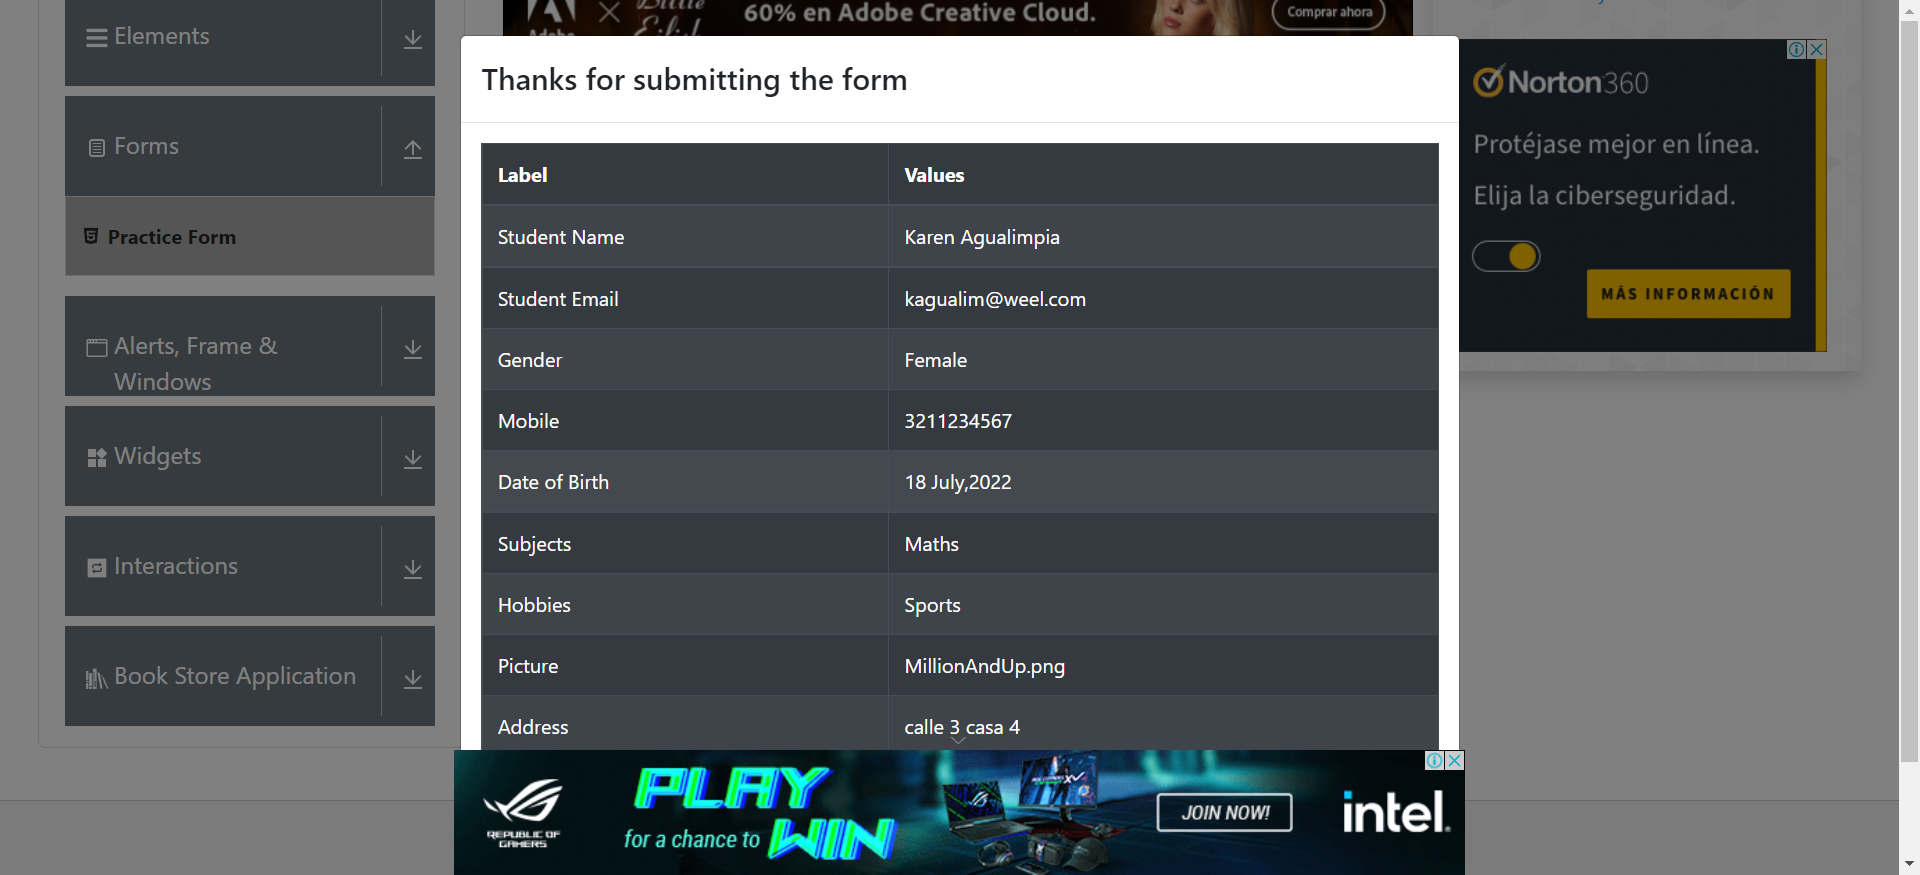 60% en Adobe Creative Cloud.
Comprar ahora
Elements
Forms
Practice Form
Alerts, Frame &
Windows
Widgets
Interactions
Book Store Application
Thanks for submitting the form
Label Values
Student Name Karen Agualimpia
Student Email kagualim@weel.com
Gender Female
Mobile 3211234567
Date of Birth 18 July,2022
Subjects Maths
Hobbies Sports
Picture MillionAndUp.png
Address calle 3 casa 4
Norton360
Protéjase mejor en línea.
Elija la ciberseguridad.
MÁS INFORMACIÓN
REPUBLIC OF
GAMERS
PLAY
for a chance to WIN
JOIN NOW!
intel.